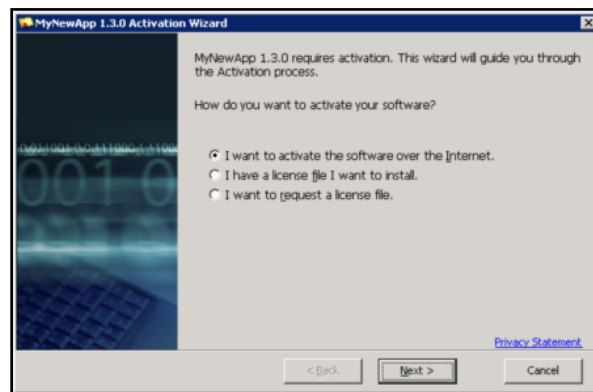 MyNewApp 1.3.0 Activation Wizard
MyNewApp 1.3.0 requires activation. This wizard will guide you through
the Activation process.
How do you want to activate your software?
I want to activate the software over the Internet.
I have a license file I want to install.
I want to request a license file.
001 0
Privacy Statement
< Back
Next >
Cancel